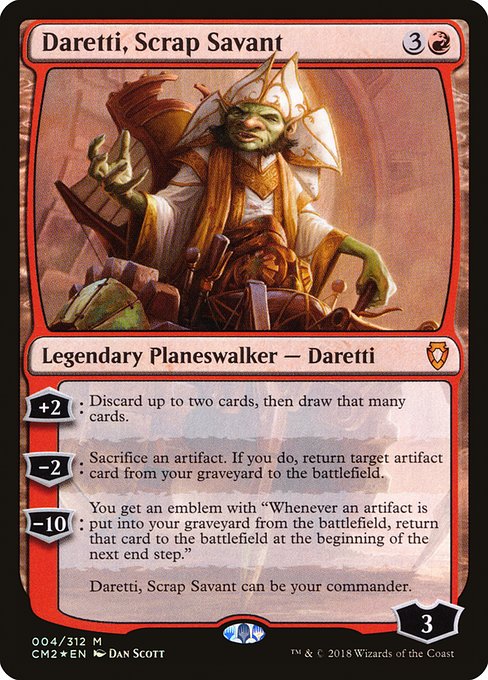 Daretti, Scrap Savant 3
Legendary Planeswalker — Daretti
+2 : Discard up to two cards, then draw that many
cards.
-2 : Sacrifice an artifact. If you do, return target artifact
card from your graveyard to the battlefield.
-10 : You get an emblem with “Whenever an artifact is
put into your graveyard from the battlefield, return
that card to the battlefield at the beginning of the
next end step.”
Daretti, Scrap Savant can be your commander.
3
004/312 M
CM2★EN Dan Scott
™ & © 2018 Wizards of the Coast